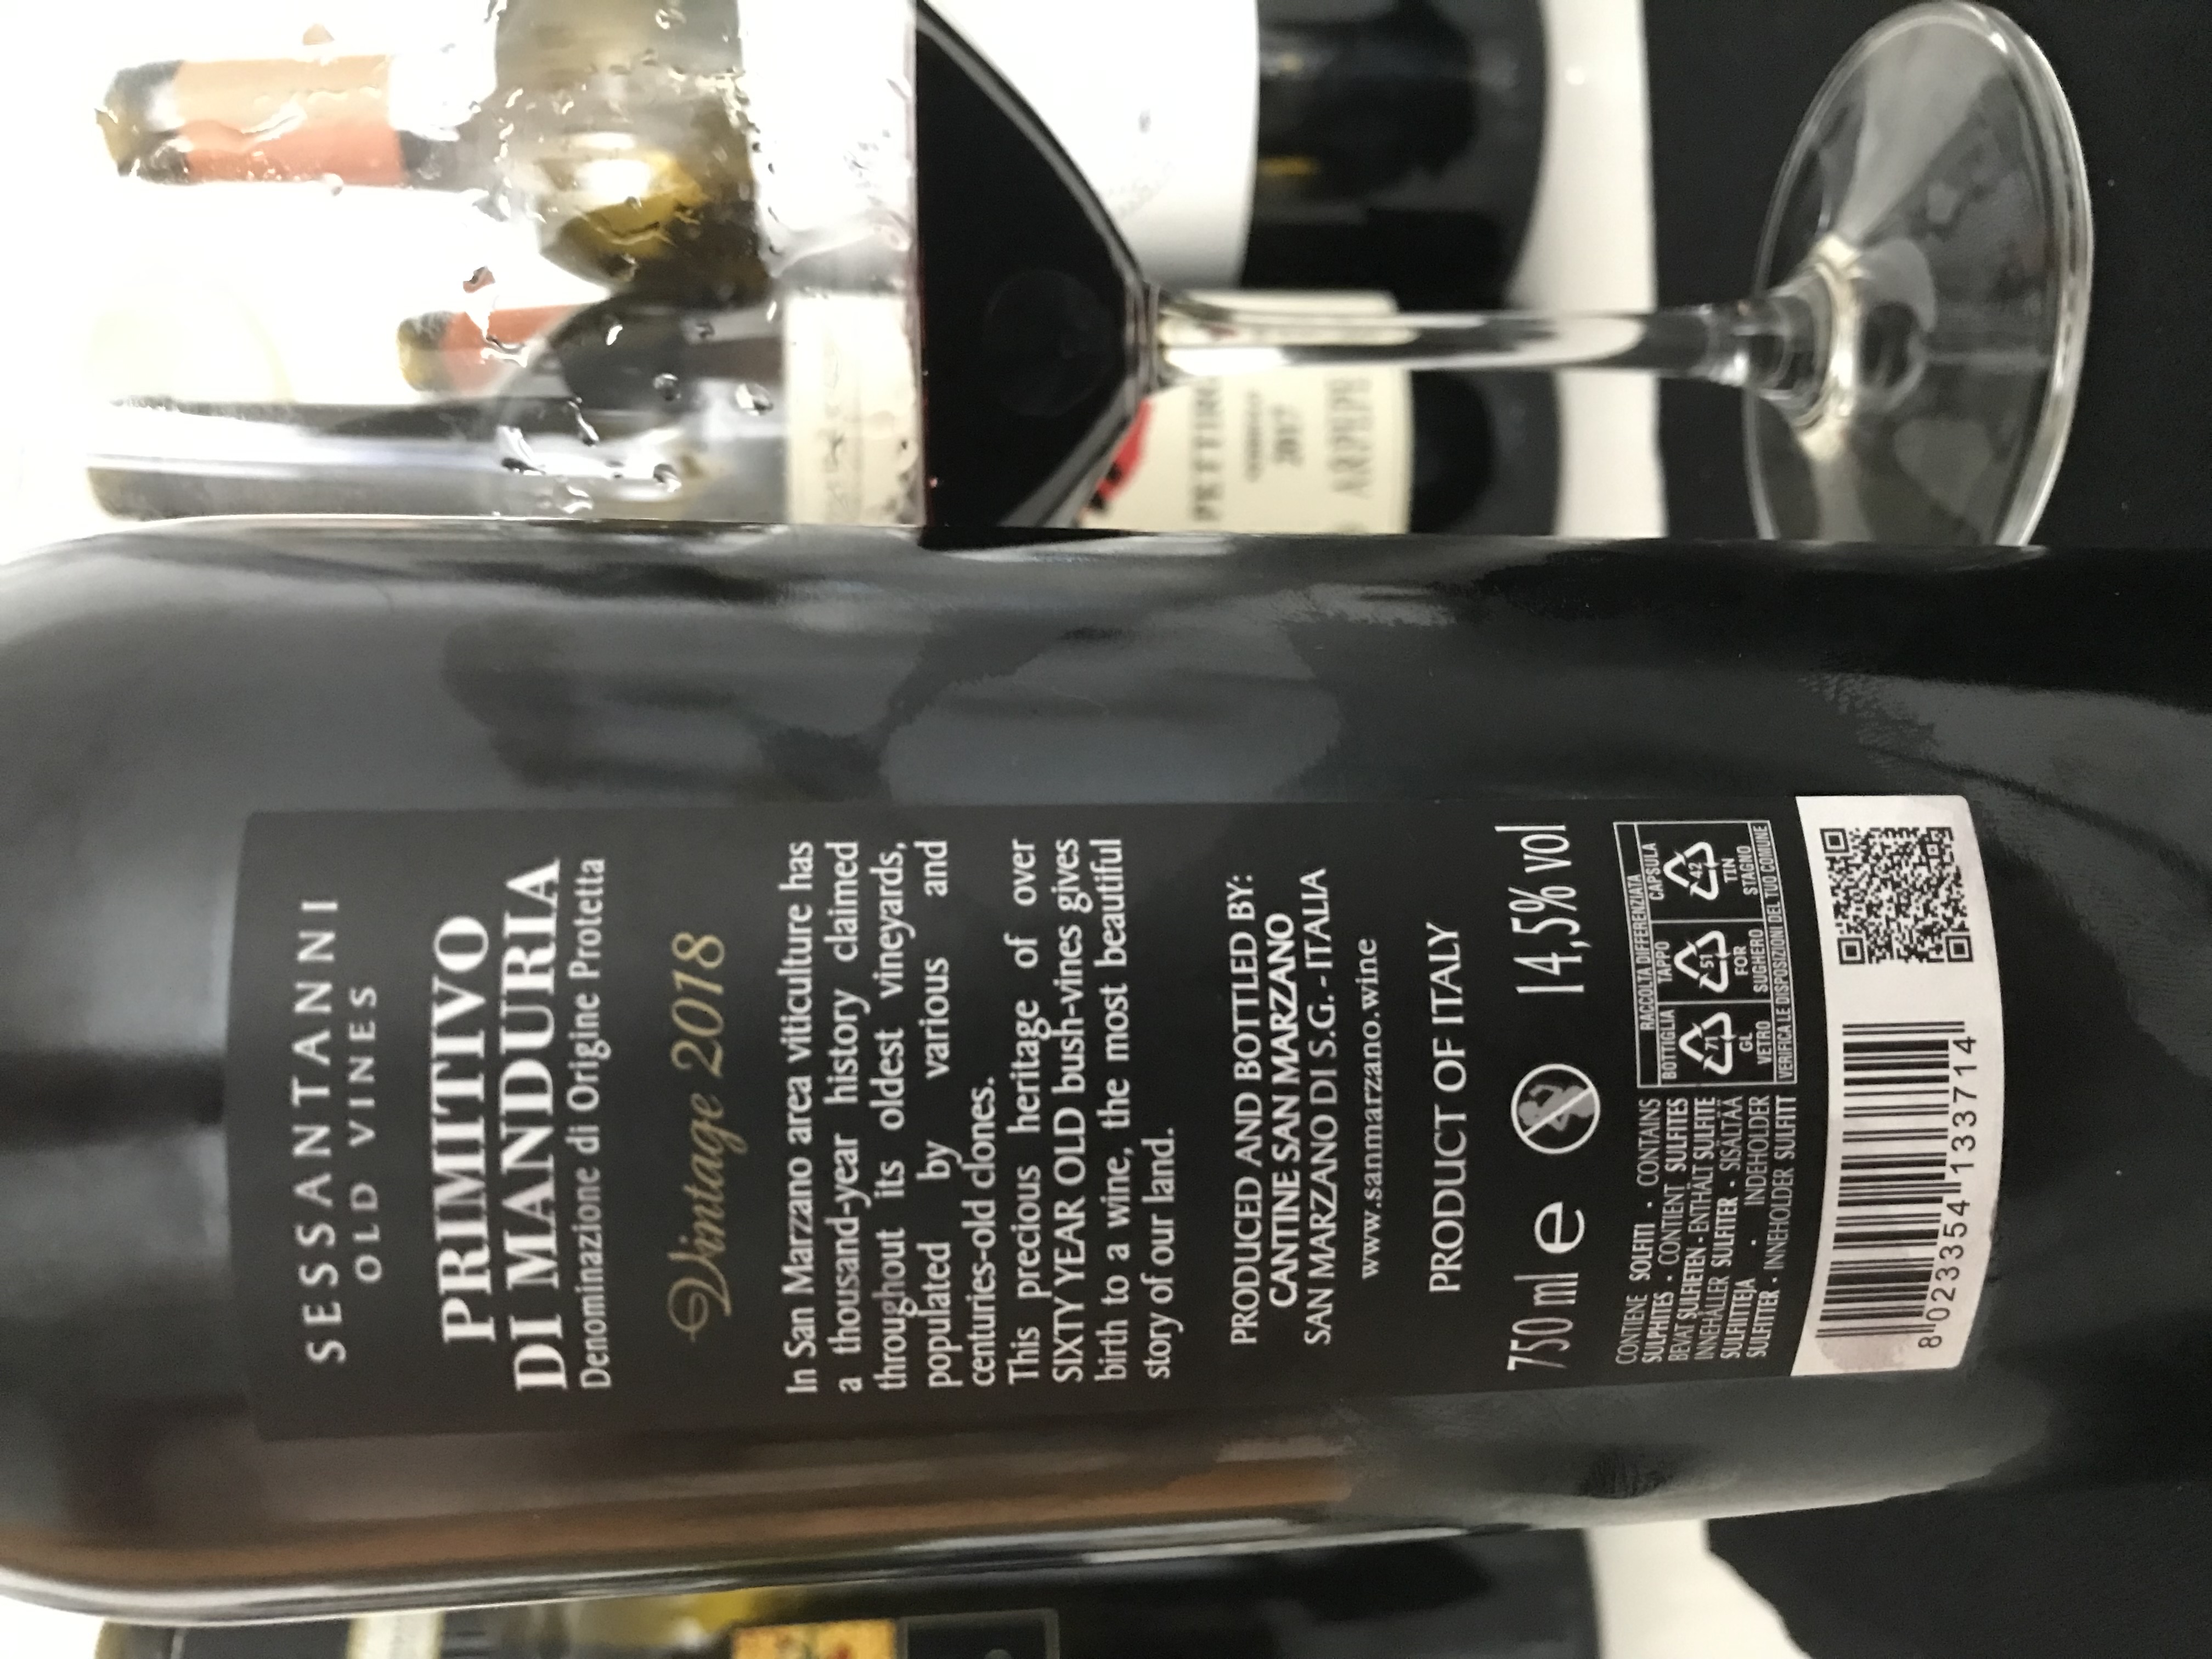 SESSANTANNI
OLD VINES
PRIMITIVO
DI MANDURIA
Denominazione di Origine Protetta
Vintage 2018
In San Marzano area viticulture has
a thousand-year history claimed
throughout its oldest vineyards,
populated by various and
centuries-old clones.
This precious heritage of over
SIXTY YEAR OLD bush-vines gives
birth to a wine, the most beautiful
story of our land.
PRODUCED AND BOTTLED BY:
CANTINE SAN MARZANO
SAN MARZANO DI S.G. - ITALIA
www.sanmarzano.wine
PRODUCT OF ITALY
750 ml e 14,5% vol
CONTIENE SOLFITI • CONTAINS
SULPHITES • CONTIENT SULFITES
BEVAT SULFIETEN - ENTHÄLT SULFITE
INNEHÅLLER SULFITER • SISÄLTÄÄ
SULFIITTEJA • INDEHOLDER
SULFITTER • INNEHOLDER SULFITT
RACCOLTA DIFFERENZIATA
BOTTIGLIA TAPPO CAPSULA
71 51 42
GL FOR TIN
VETRO SUGHERO STAGNO
VERIFICA LE DISPOSIZIONI DEL TUO COMUNE
8 023354 133714
2017
ARPEPE